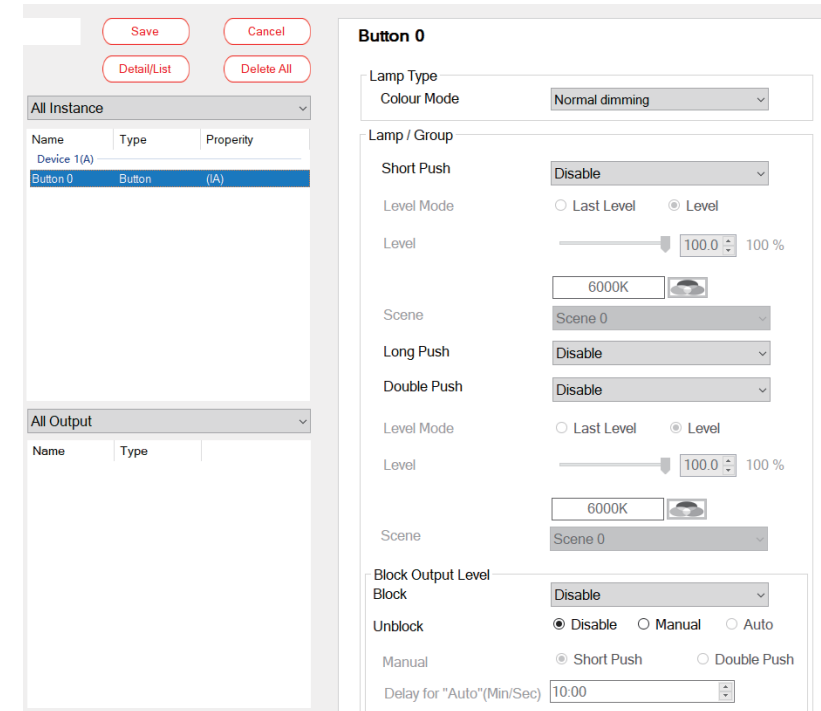 Save Cancel
Detail/List Delete All
All Instance
Name Type Properity
Device 1(A)
Button 0 Button (IA)
All Output
Name Type
Button 0
Lamp Type
Colour Mode Normal dimming
Lamp / Group
Short Push Disable
Level Mode Last Level Level
Level 100.0 100 %
6000K
Scene Scene 0
Long Push Disable
Double Push Disable
Level Mode Last Level Level
Level 100.0 100 %
6000K
Scene Scene 0
Block Output Level
Block Disable
Unblock Disable Manual Auto
Manual Short Push Double Push
Delay for "Auto"(Min/Sec) 10:00